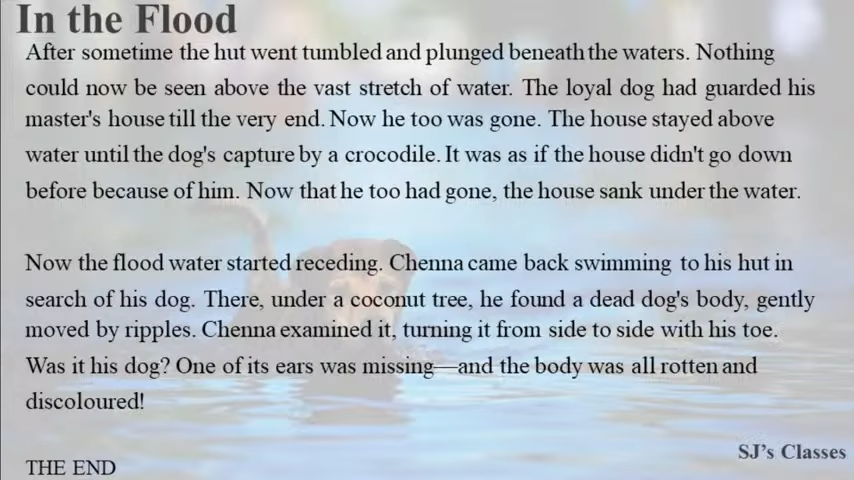 In the Flood
After sometime the hut went tumbled and plunged beneath the waters. Nothing
could now be seen above the vast stretch of water. The loyal dog had guarded his
master's house till the very end. Now he too was gone. The house stayed above
water until the dog's capture by a crocodile. It was as if the house didn't go down
before because of him. Now that he too had gone, the house sank under the water.
Now the flood water started receding. Chenna came back swimming to his hut in
search of his dog. There, under a coconut tree, he found a dead dog's body, gently
moved by ripples. Chenna examined it, turning it from side to side with his toe.
Was it his dog? One of its ears was missing—and the body was all rotten and
discoloured!
SJ's Classes
THE END